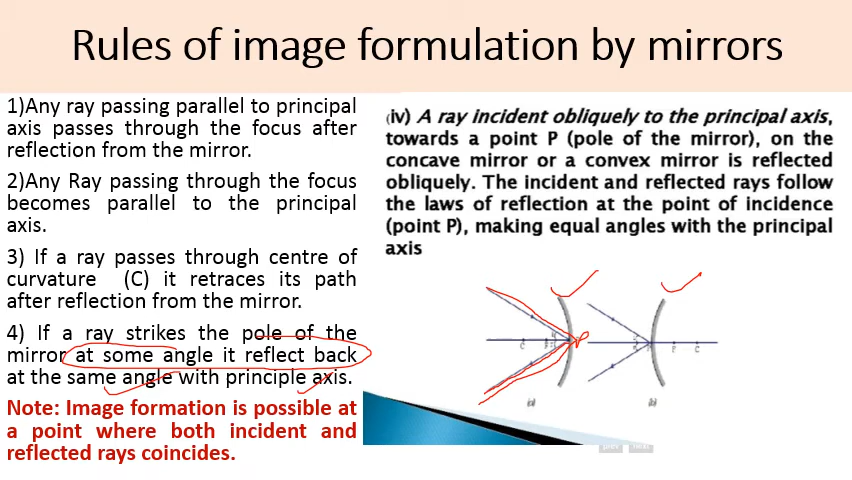 Rules of image formulation by mirrors
1)Any ray passing parallel to principal
axis passes through the focus after
reflection from the mirror.
2)Any Ray passing through the focus
becomes parallel to the principal
axis.
3) If a ray passes through centre of
curvature (C) it retraces its path
after reflection from the mirror.
4) If a ray strikes the pole of the
mirror at some angle it reflect back
at the same angle with principle axis.
Note: Image formation is possible at
a point where both incident and
reflected rays coincides.
(iv) A ray incident obliquely to the principal axis,
towards a point P (pole of the mirror), on the
concave mirror or a convex mirror is reflected
obliquely. The incident and reflected rays follow
the laws of reflection at the point of incidence
(point P), making equal angles with the principal
axis
C F P
P F C
(a) (b)
prev next